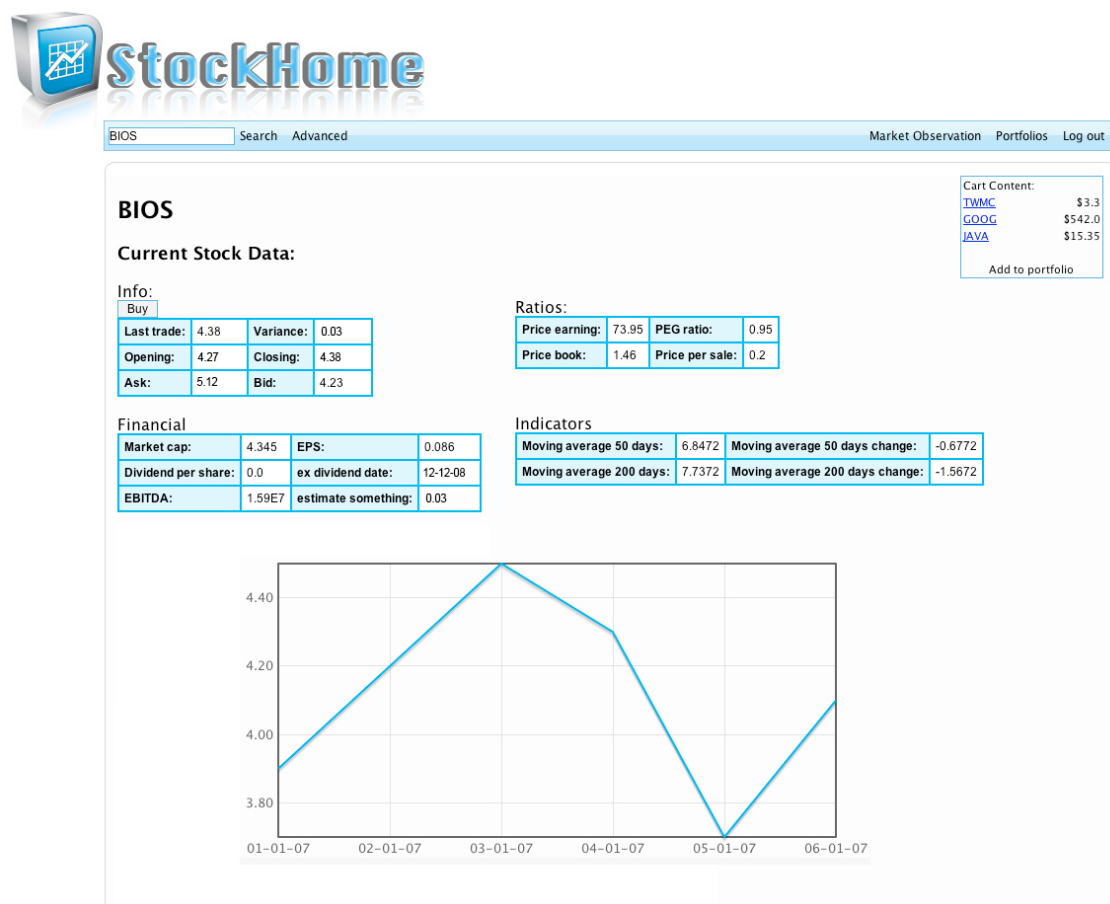 StockHome
BIOS Search Advanced Market Observation Portfolios Log out
Cart Content:
TWMC $3.3
GOOG $542.0
JAVA $15.35
Add to portfolio
BIOS
Current Stock Data:
Info:
Buy
Last trade: 4.38 Variance: 0.03
Opening: 4.27 Closing: 4.38
Ask: 5.12 Bid: 4.23
Ratios:
Price earning: 73.95 PEG ratio: 0.95
Price book: 1.46 Price per sale: 0.2
Financial
Market cap: 4.345 EPS: 0.086
Dividend per share: 0.0 ex dividend date: 12-12-08
EBITDA: 1.59E7 estimate something: 0.03
Indicators
Moving average 50 days: 6.8472 Moving average 50 days change: -0.6772
Moving average 200 days: 7.7372 Moving average 200 days change: -1.5672
4.40
4.20
4.00
3.80
01-01-07 02-01-07 03-01-07 04-01-07 05-01-07 06-01-07